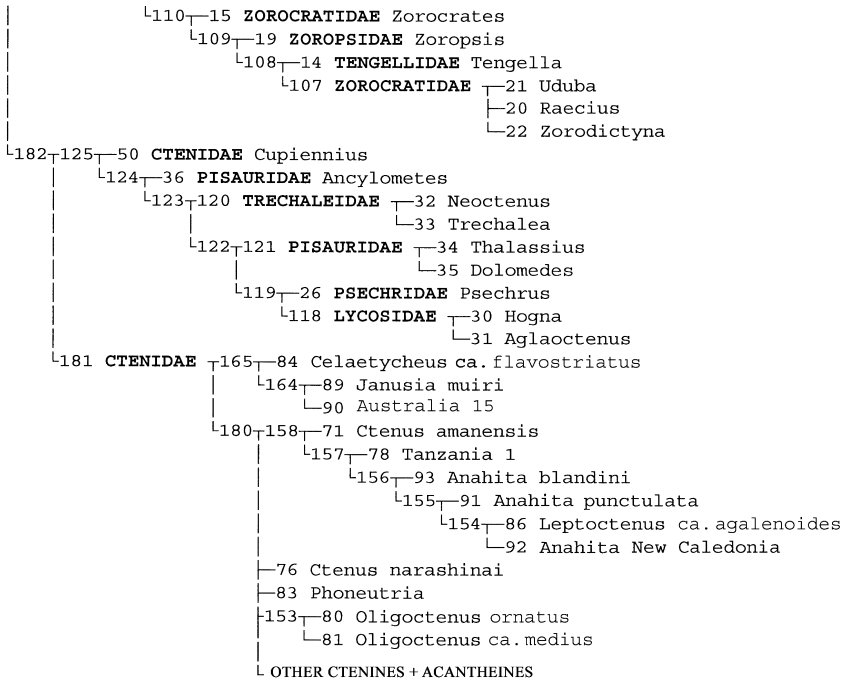 110 15 ZOROCRATIDAE Zorocrates
109 19 ZOROPSIDAE Zoropsis
108 14 TENGELLIDAE Tengella
107 ZOROCRATIDAE 21 Uduba
20 Raecius
22 Zorodictyna
182 125 50 CTENIDAE Cupiennius
124 36 PISAURIDAE Ancylometes
123 120 TRECHALEIDAE 32 Neoctenus
33 Trechalea
122 121 PISAURIDAE 34 Thalassius
35 Dolomedes
119 26 PSECHRIDAE Psechrus
118 LYCOSIDAE 30 Hogna
31 Aglaoctenus
181 CTENIDAE 165 84 Celaetycheus ca. flavostriatus
164 89 Janusia muiri
90 Australia 15
180 158 71 Ctenus amanensis
157 78 Tanzania 1
156 93 Anahita blandini
155 91 Anahita punctulata
154 86 Leptoctenus ca. agalenoides
92 Anahita New Caledonia
76 Ctenus narashinai
83 Phoneutria
153 80 Oligoctenus ornatus
81 Oligoctenus ca. medius
OTHER CTENINES + ACANTHEINES